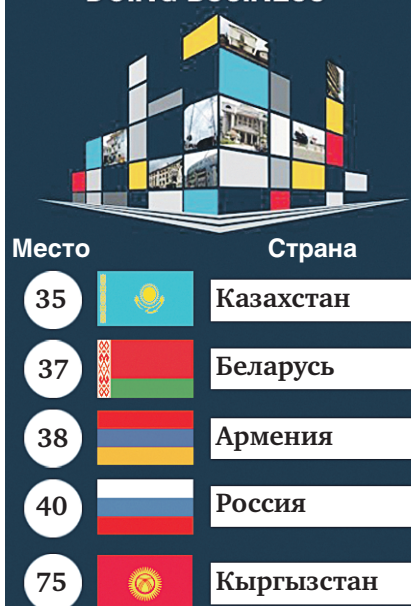 Место Страна
35 Казахстан
37 Беларусь
38 Армения
40 Россия
75 Кыргызстан